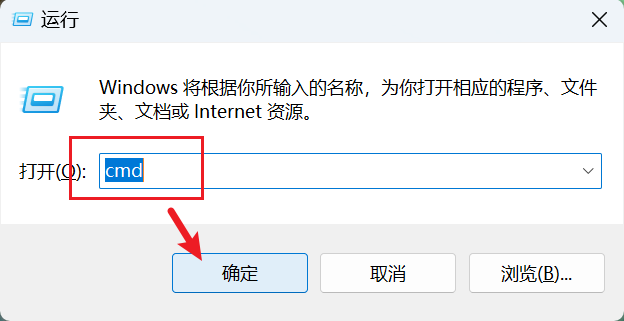 运行
Windows 将根据你所输入的名称，为你打开相应的程序、文件
夹、文档或 Internet 资源。
打开(O): cmd
确定 取消 浏览(B)...